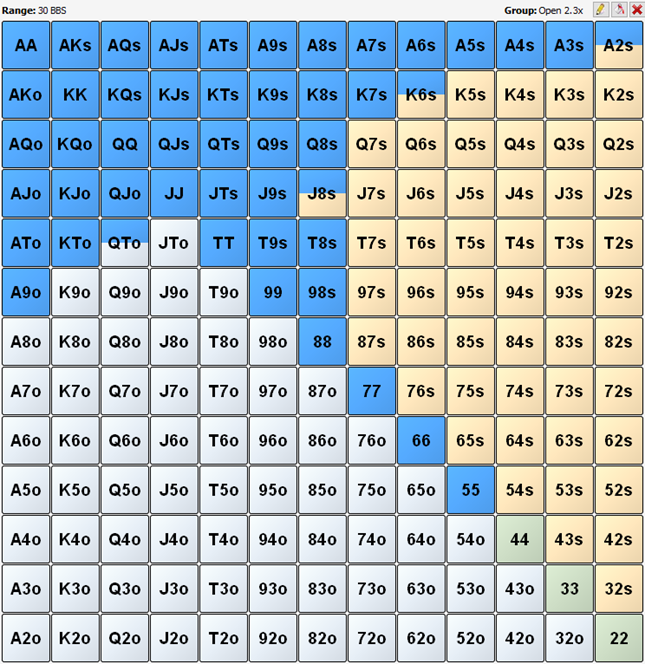 Range: 30 BBS Group: Open 2.3x
AA AKs AQs AJs ATs A9s A8s A7s A6s A5s A4s A3s A2s
AKo KK KQs KJs KTs K9s K8s K7s K6s K5s K4s K3s K2s
AQo KQo QQ QJs QTs Q9s Q8s Q7s Q6s Q5s Q4s Q3s Q2s
AJo KJo QJo JJ JTs J9s J8s J7s J6s J5s J4s J3s J2s
ATo KTo QTo JTo TT T9s T8s T7s T6s T5s T4s T3s T2s
A9o K9o Q9o J9o T9o 99 98s 97s 96s 95s 94s 93s 92s
A8o K8o Q8o J8o T8o 98o 88 87s 86s 85s 84s 83s 82s
A7o K7o Q7o J7o T7o 97o 87o 77 76s 75s 74s 73s 72s
A6o K6o Q6o J6o T6o 96o 86o 76o 66 65s 64s 63s 62s
A5o K5o Q5o J5o T5o 95o 85o 75o 65o 55 54s 53s 52s
A4o K4o Q4o J4o T4o 94o 84o 74o 64o 54o 44 43s 42s
A3o K3o Q3o J3o T3o 93o 83o 73o 63o 53o 43o 33 32s
A2o K2o Q2o J2o T2o 92o 82o 72o 62o 52o 42o 32o 22